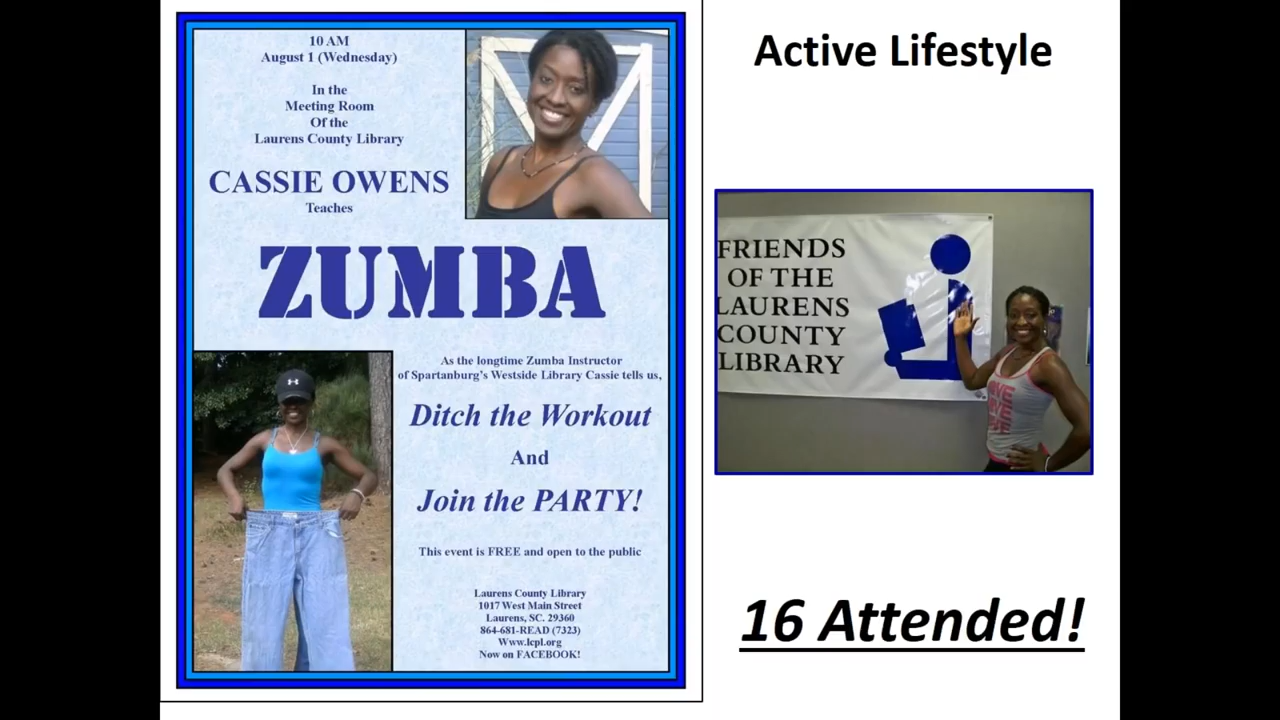 10 AM
August 1 (Wednesday)
In the
Meeting Room
Of the
Laurens County Library
CASSIE OWENS
Teaches
ZUMBA
As the longtime Zumba Instructor
of Spartanburg's Westside Library Cassie tells us,
Ditch the Workout
And
Join the PARTY!
This event is FREE and open to the public
Laurens County Library
1017 West Main Street
Laurens, SC. 29360
864-681-READ (7323)
Www.lcpl.org
Now on FACEBOOK!
Active Lifestyle
FRIENDS
OF THE
LAURENS
COUNTY
LIBRARY
16 Attended!